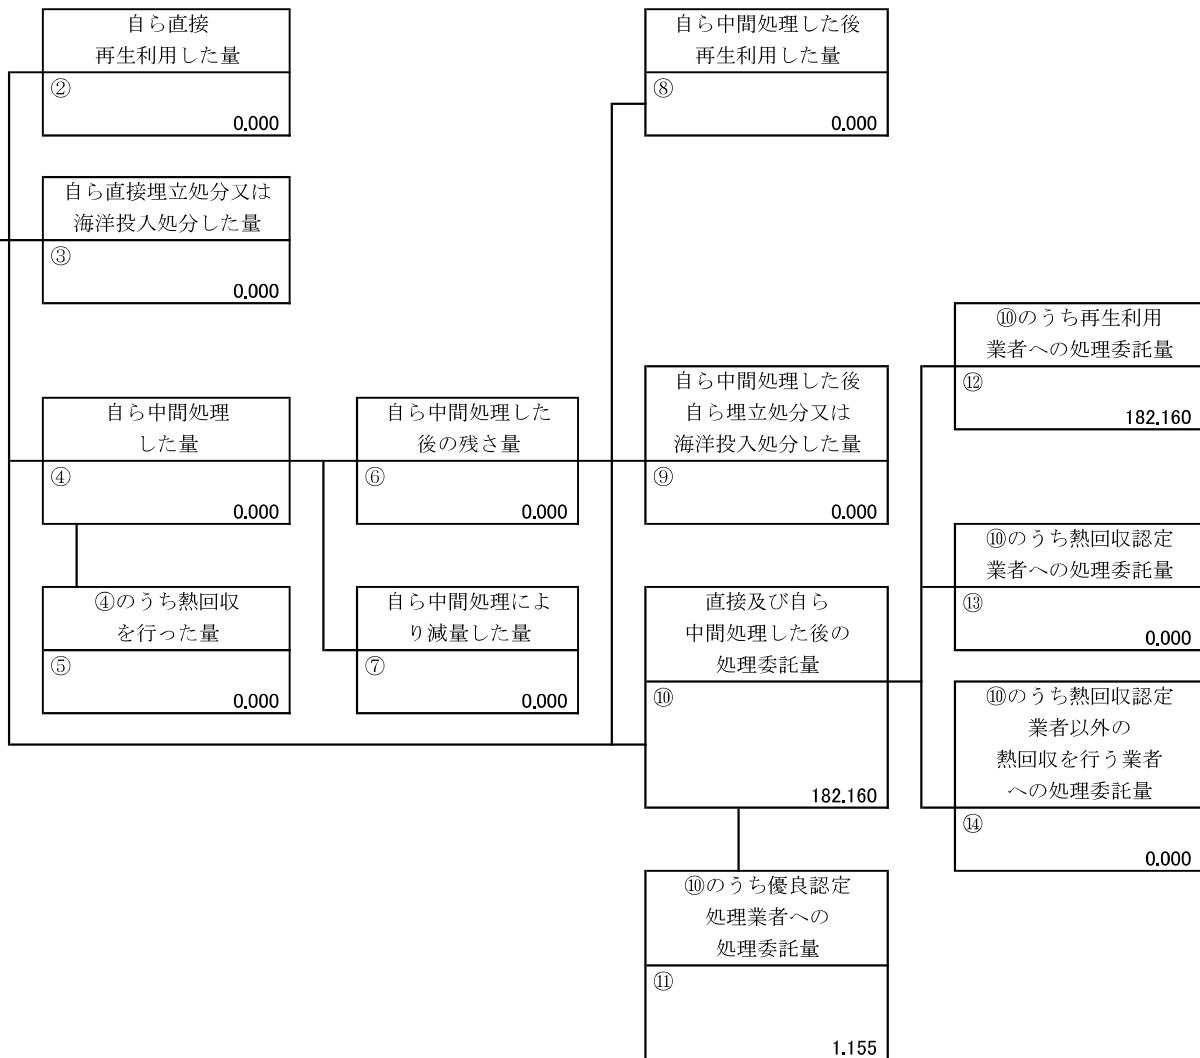 自ら直接
再生利用した量
②
0.000
自ら中間処理した後
再生利用した量
⑧
0.000
自ら直接埋立処分又は
海洋投入処分した量
③
0.000
⑩のうち再生利用
業者への処理委託量
⑫
182.160
自ら中間処理
した量
④
0.000
自ら中間処理した
後の残さ量
⑥
0.000
自ら中間処理した後
自ら埋立処分又は
海洋投入処分した量
⑨
0.000
⑩のうち熱回収認定
業者への処理委託量
⑬
0.000
④のうち熱回収
を行った量
⑤
0.000
自ら中間処理によ
り減量した量
⑦
0.000
直接及び自ら
中間処理した後の
処理委託量
⑩
182.160
⑩のうち熱回収認定
業者以外の
熱回収を行う業者
への処理委託量
⑭
0.000
⑩のうち優良認定
処理業者への
処理委託量
⑪
1.155